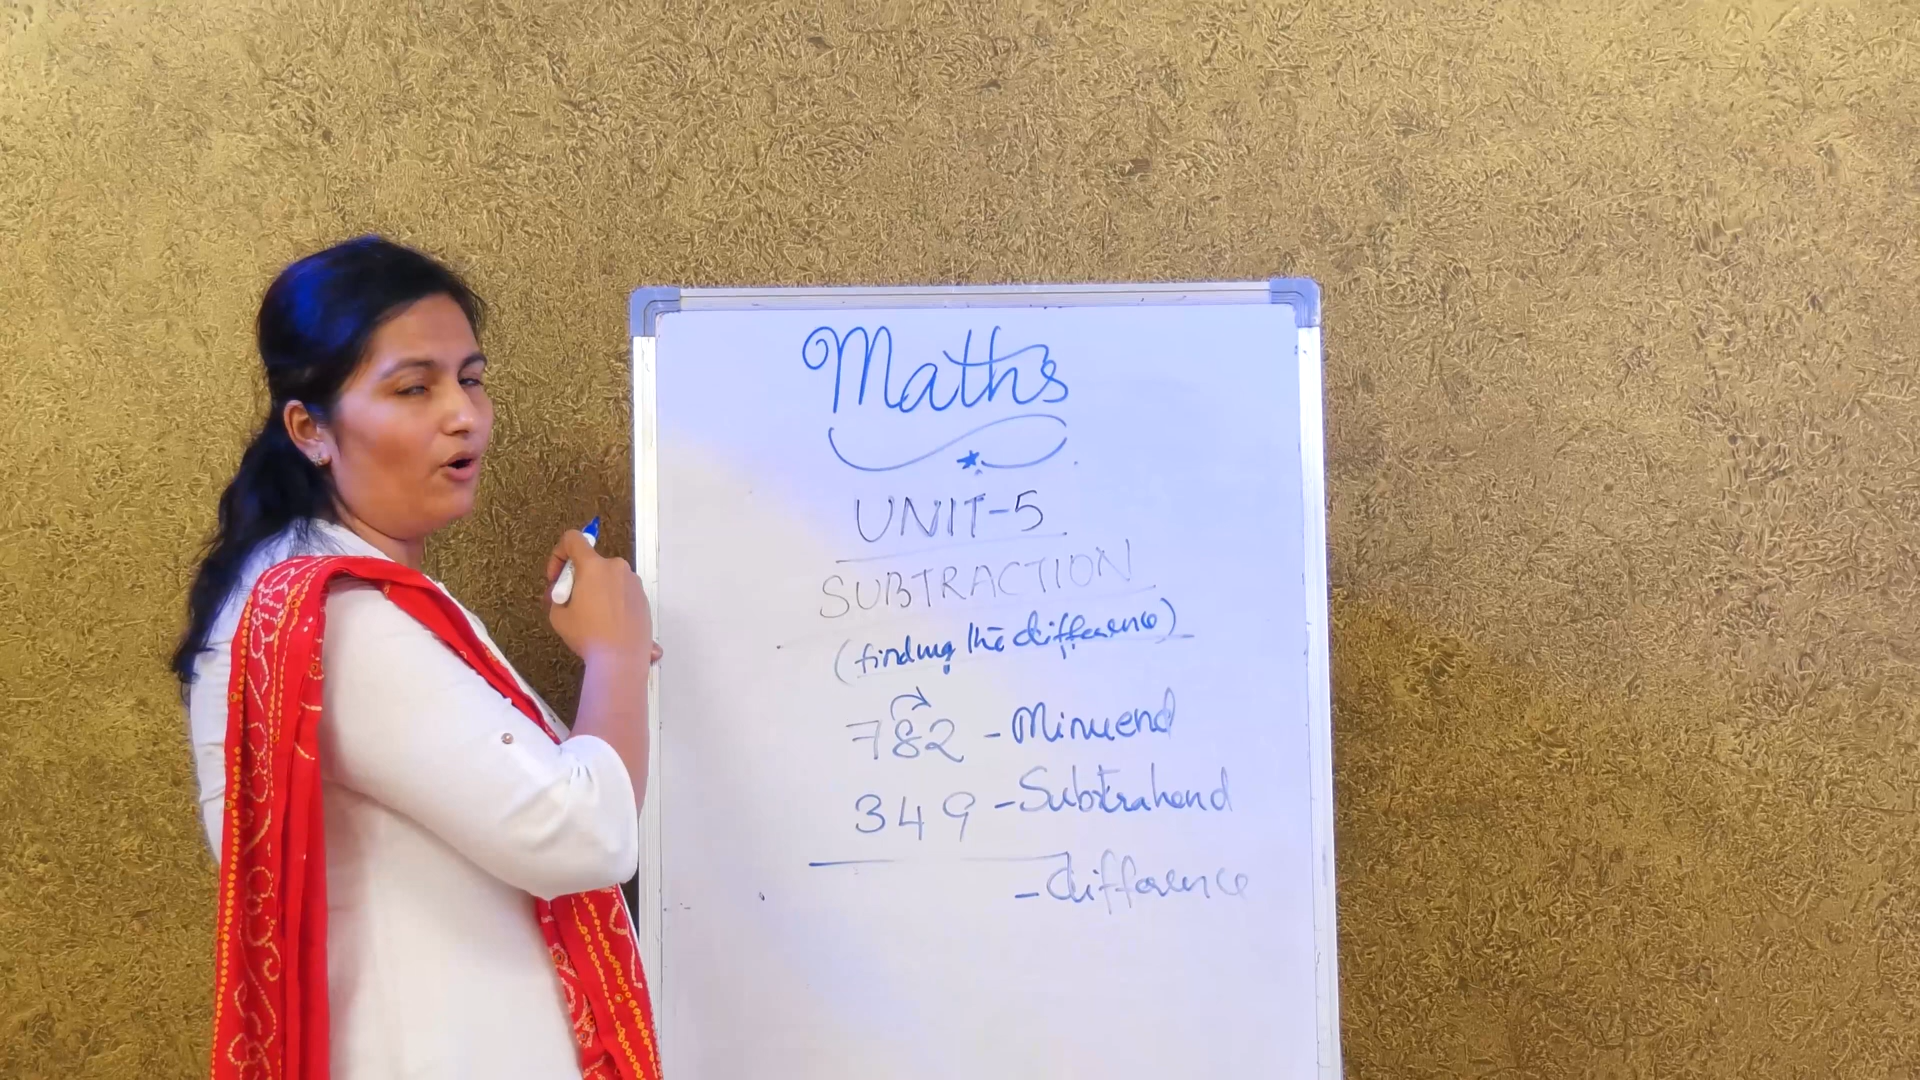 Maths
UNIT-5
SUBTRACTION
(finding the difference)
782 - Minuend
349 - Subtrahend
- difference